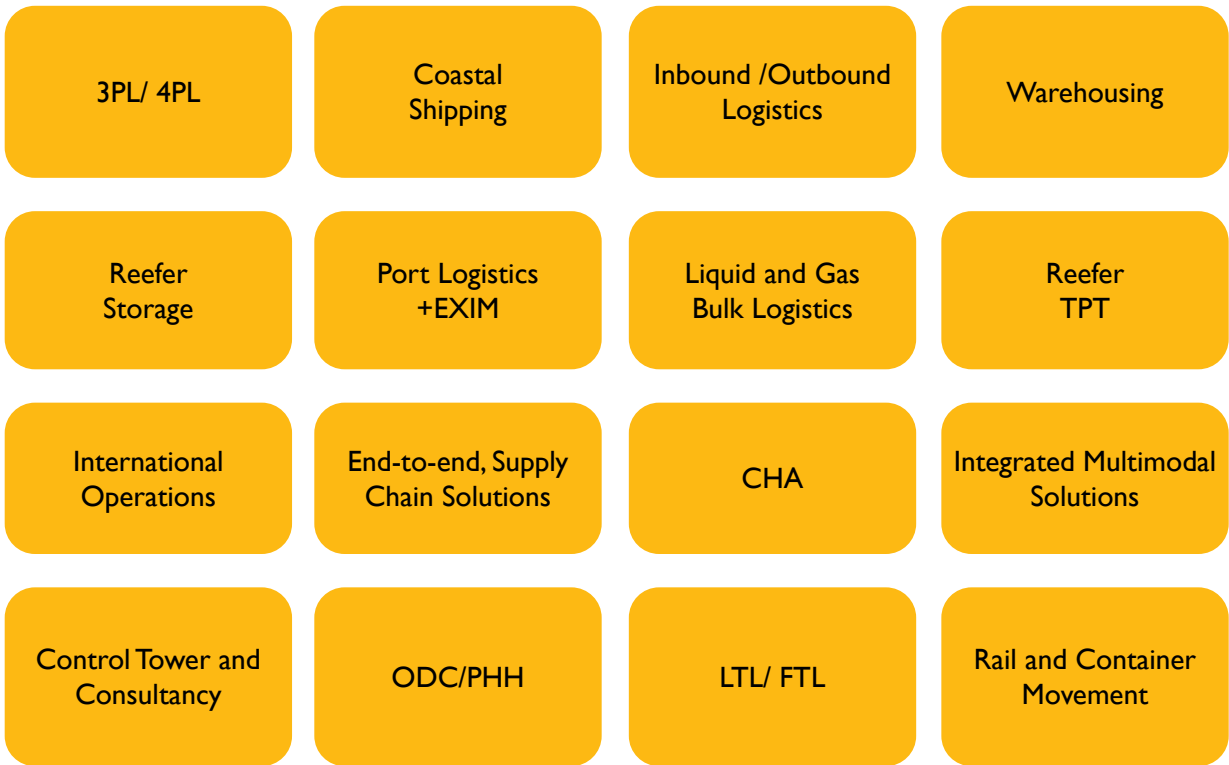 3PL/ 4PL
Coastal
Shipping
Inbound /Outbound
Logistics
Warehousing
Reefer
Storage
Port Logistics
+EXIM
Liquid and Gas
Bulk Logistics
Reefer
TPT
International
Operations
End-to-end, Supply
Chain Solutions
CHA
Integrated Multimodal
Solutions
Control Tower and
Consultancy
ODC/PHH
LTL/ FTL
Rail and Container
Movement